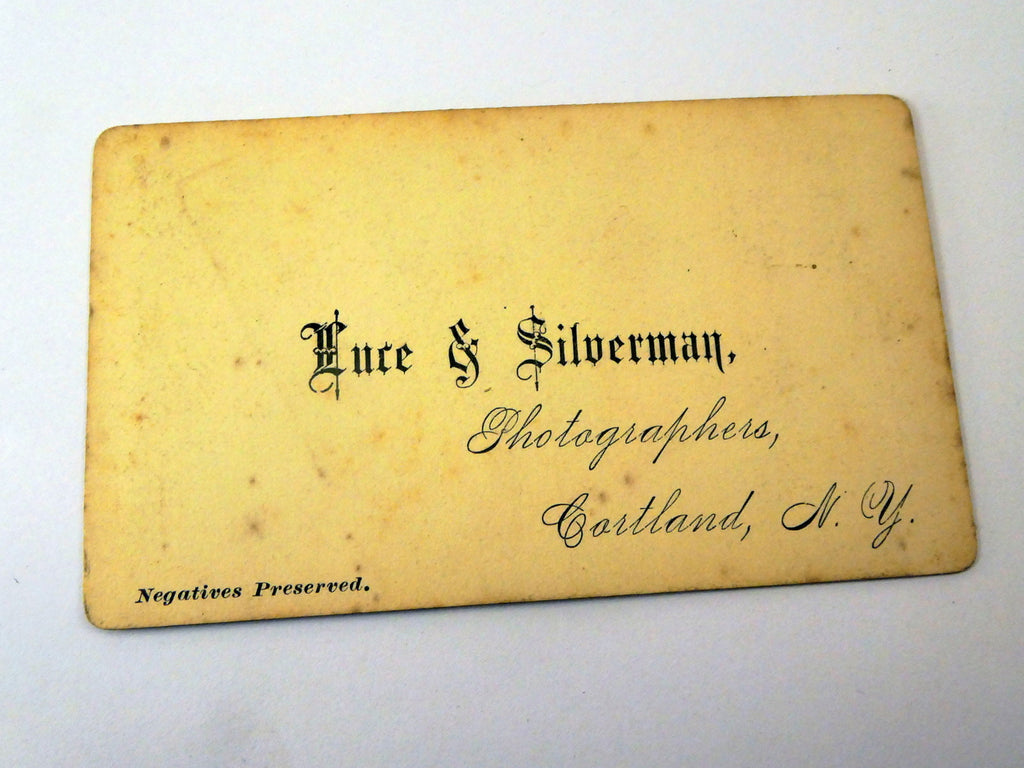 Luce & Silverman,
Photographers,
Cortland, N. Y.
Negatives Preserved.